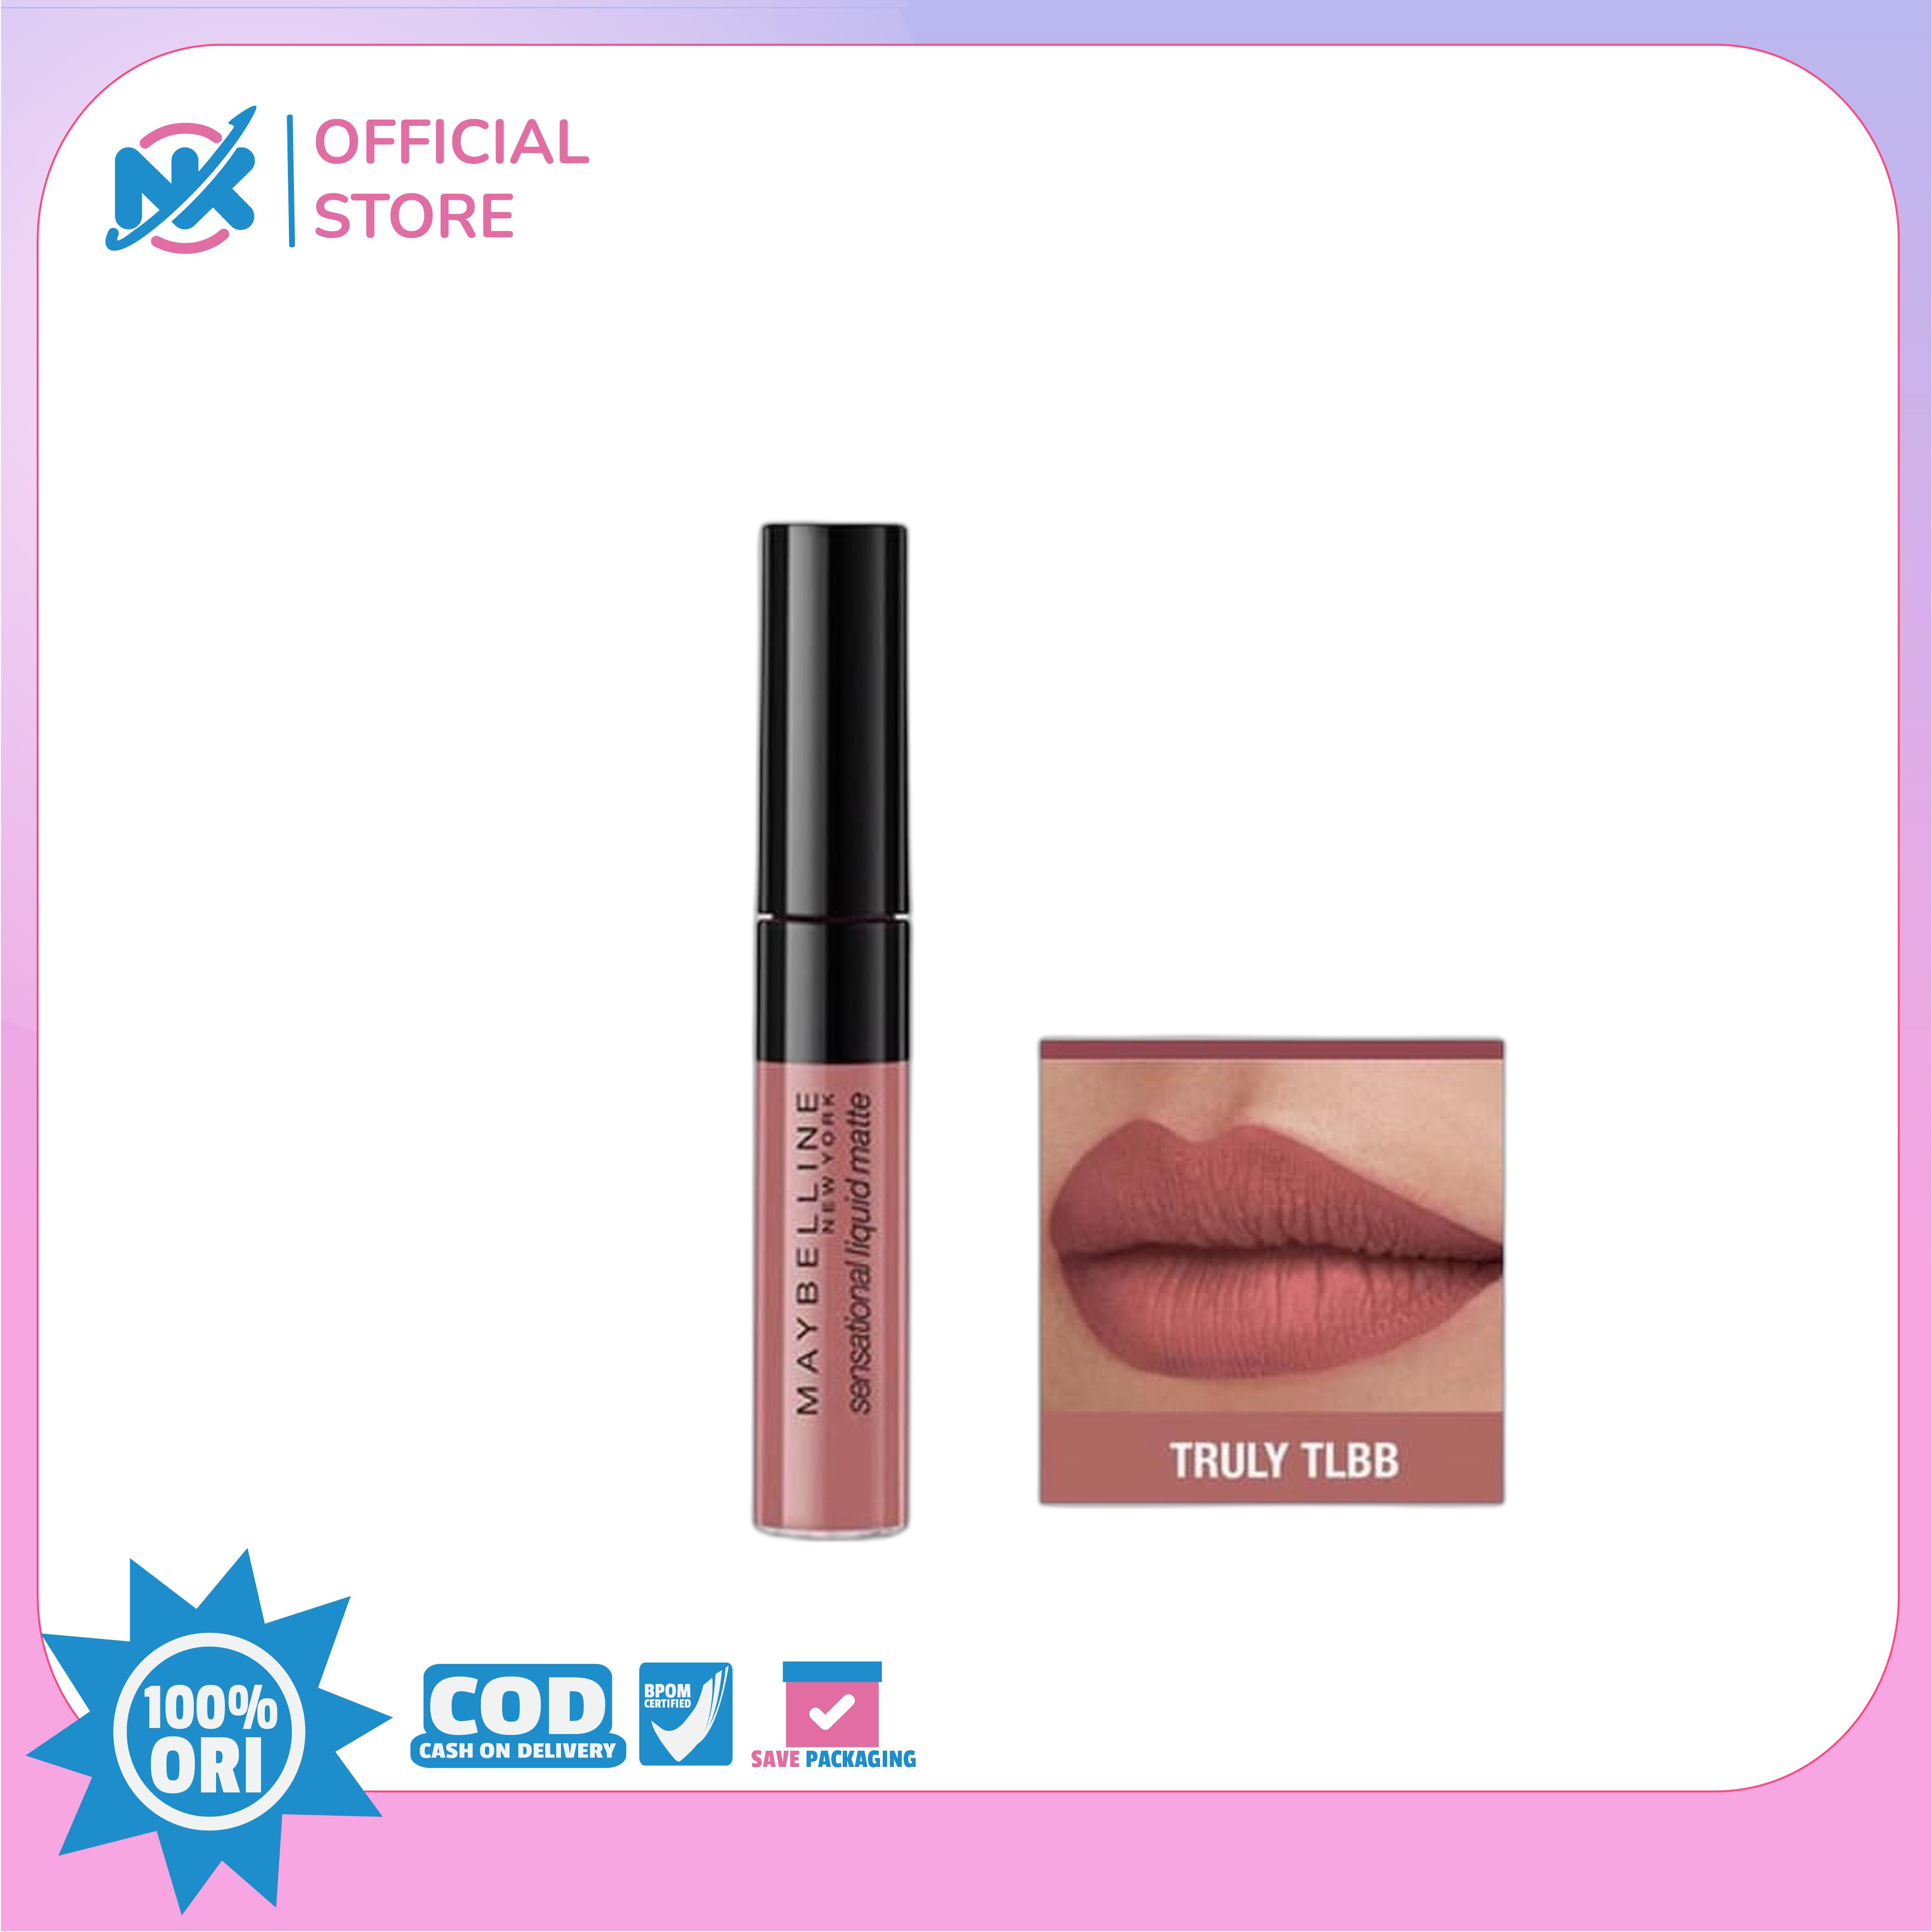 NK
OFFICIAL
STORE
MAYBELLINE
NEW YORK
sensational liquid matte
TRULY TLBB
100%
ORI
COD
CASH ON DELIVERY
BPOM
CERTIFIED
SAVE PACKAGING